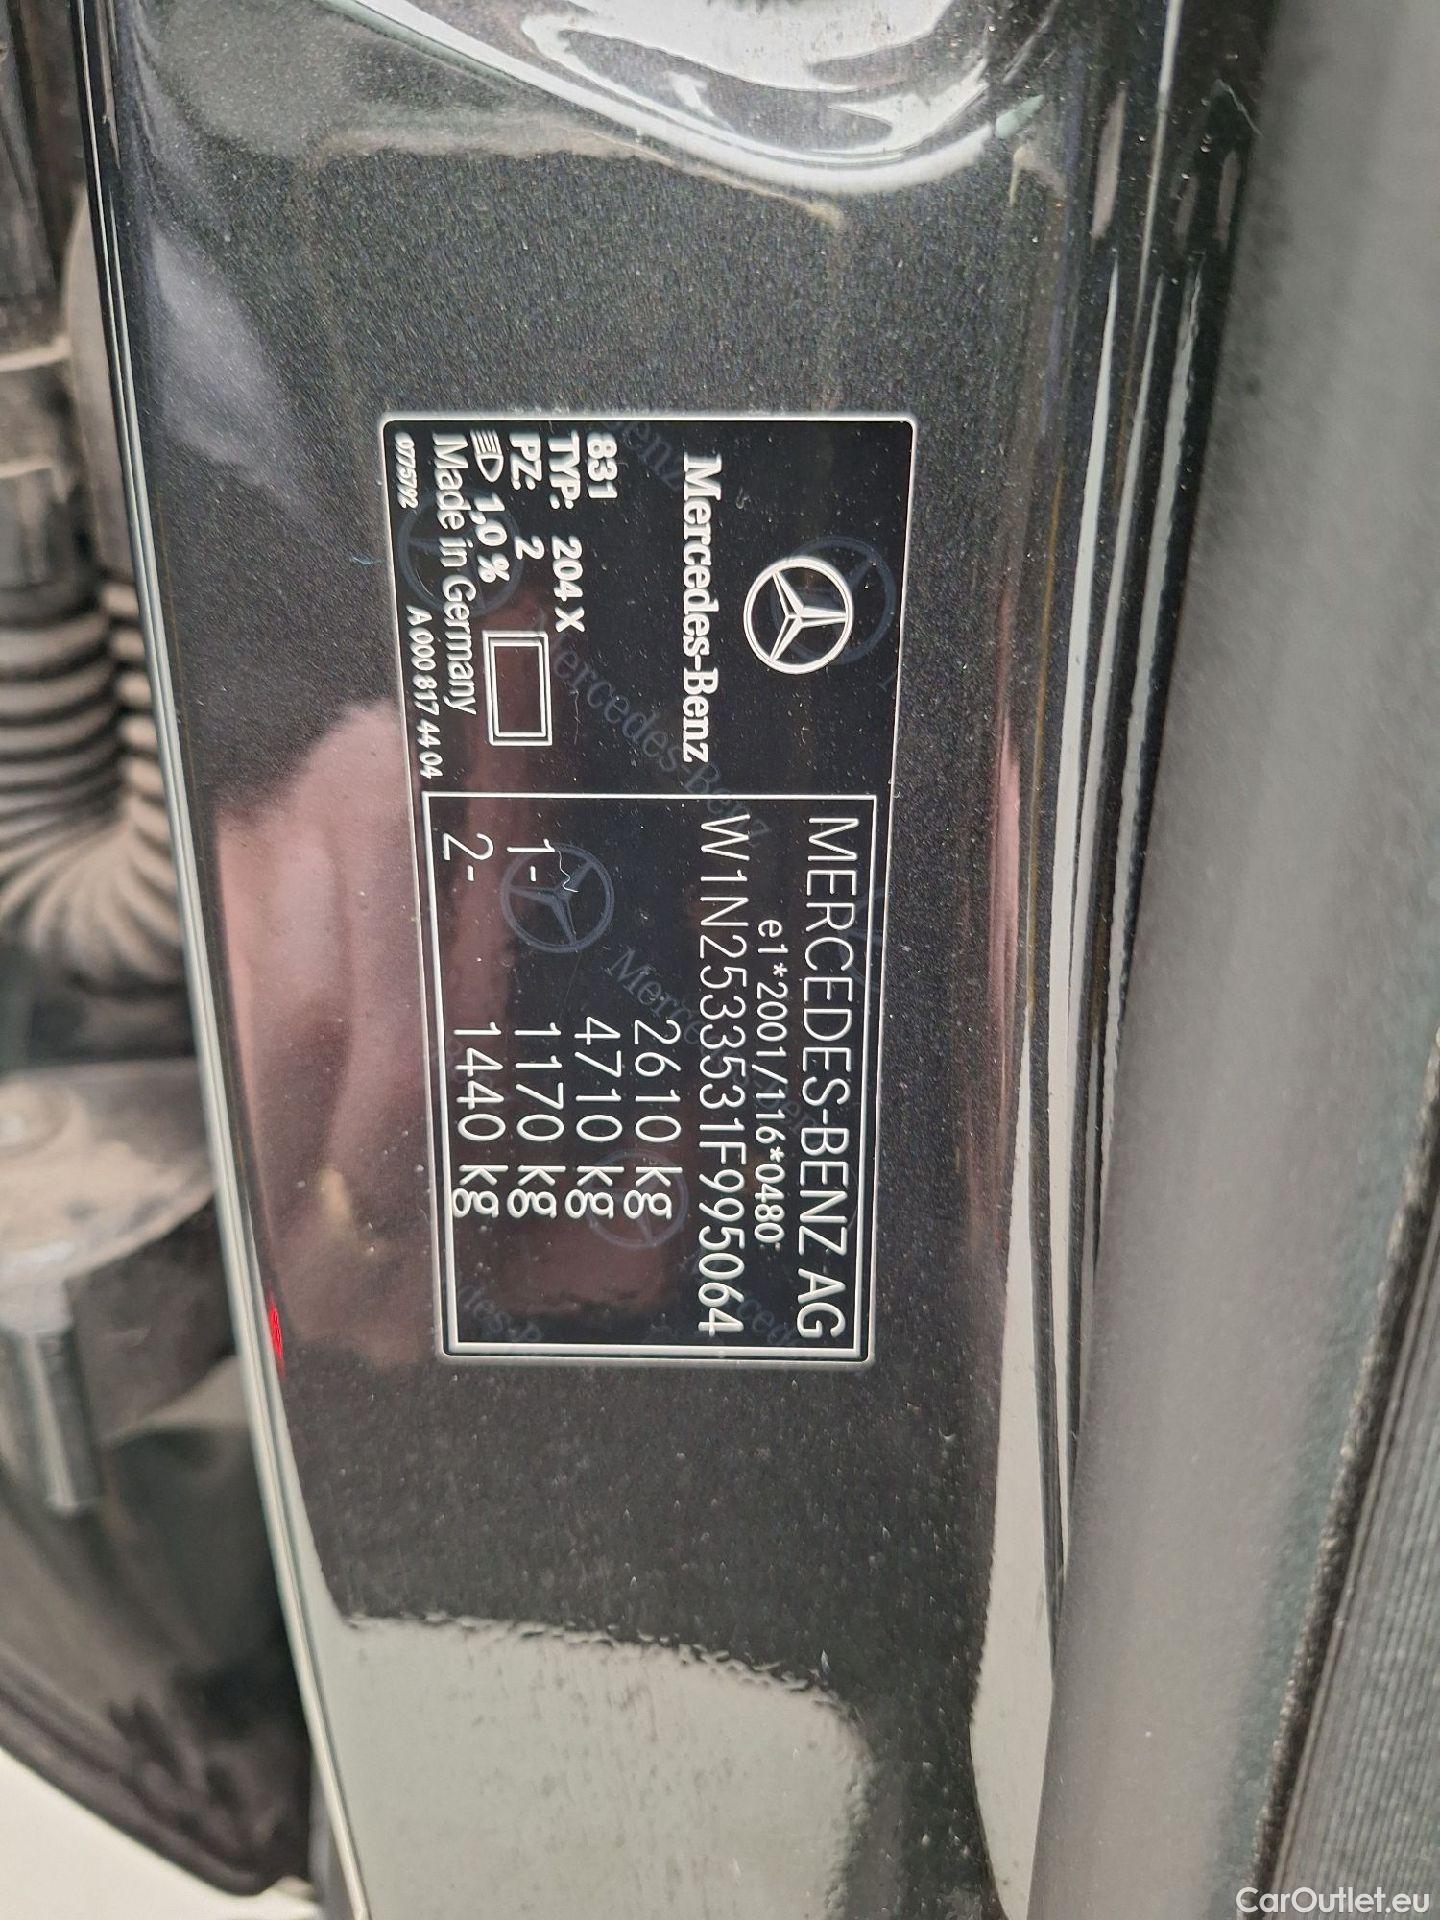 Mercedes-Benz
831
TYP: 204 X
PZ: 2
1,0 %
Made in Germany
0775792 A 000 817 44 04
MERCEDES-BENZ AG
e1*2001/116*0480*
W1N2533531F995064
2610 kg
4710 kg
1- 1170 kg
2- 1440 kg
CarOutlet.eu